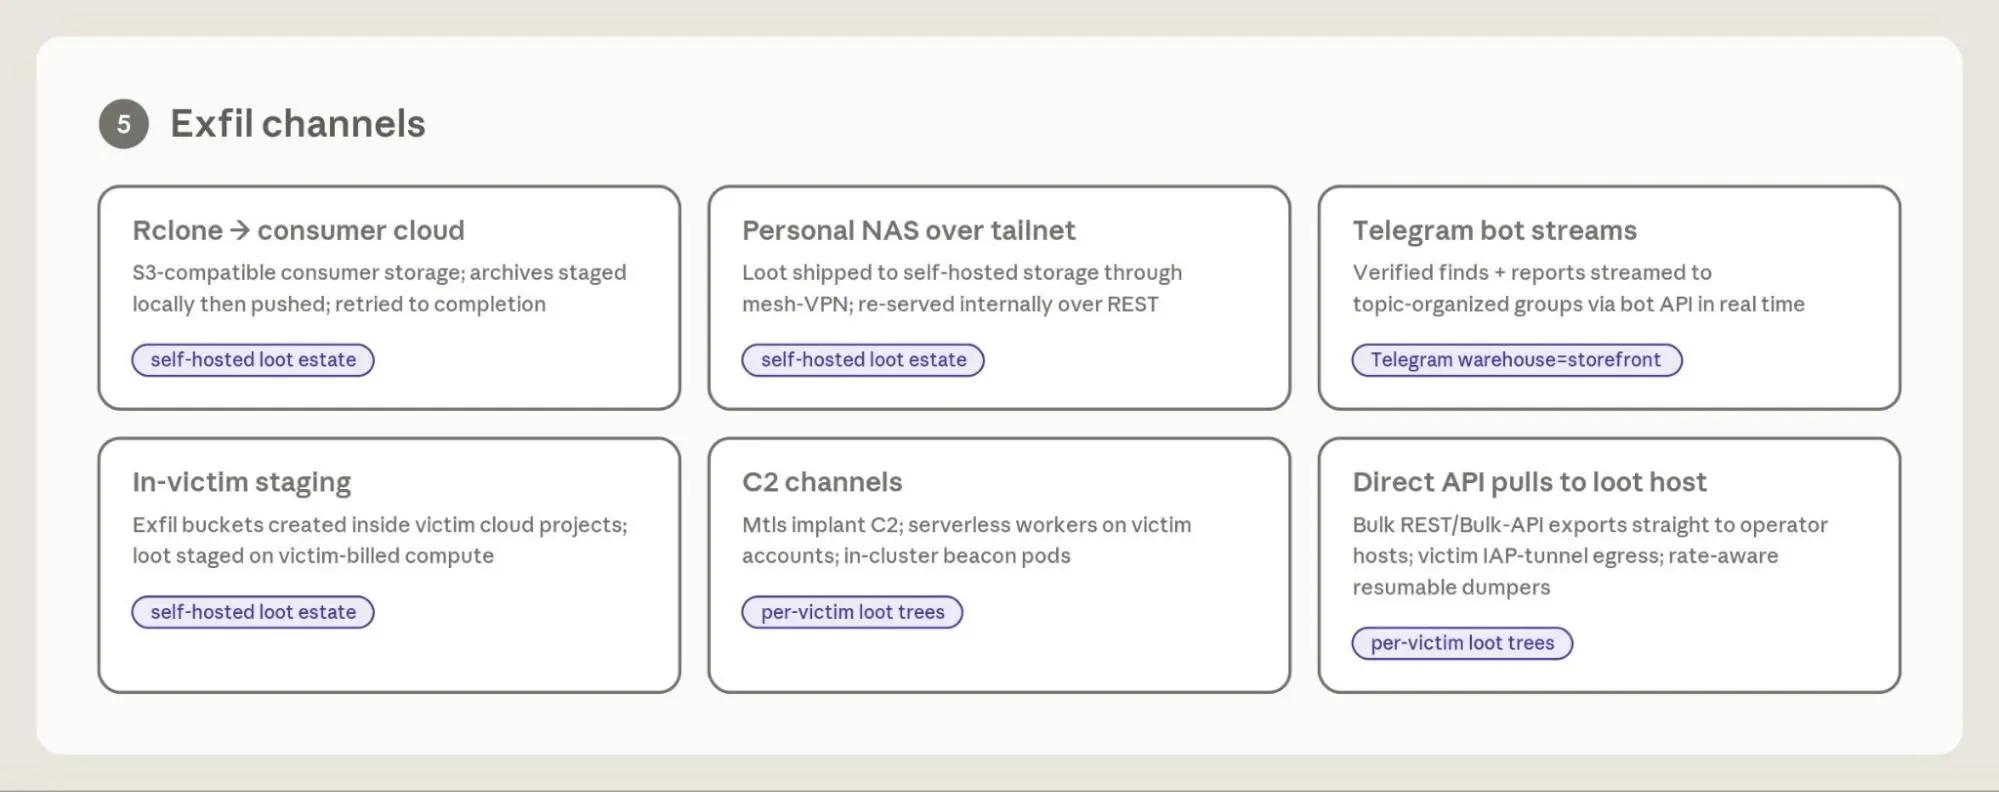 5 Exfil channels
Rclone → consumer cloud
S3-compatible consumer storage; archives staged
locally then pushed; retried to completion
self-hosted loot estate
Personal NAS over tailnet
Loot shipped to self-hosted storage through
mesh-VPN; re-served internally over REST
self-hosted loot estate
Telegram bot streams
Verified finds + reports streamed to
topic-organized groups via bot API in real time
Telegram warehouse=storefront
In-victim staging
Exfil buckets created inside victim cloud projects;
loot staged on victim-billed compute
self-hosted loot estate
C2 channels
Mtls implant C2; serverless workers on victim
accounts; in-cluster beacon pods
per-victim loot trees
Direct API pulls to loot host
Bulk REST/Bulk-API exports straight to operator
hosts; victim IAP-tunnel egress; rate-aware
resumable dumpers
per-victim loot trees